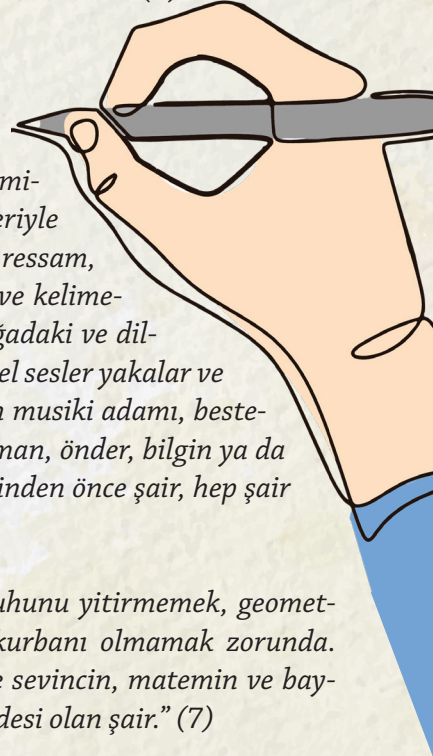 mi-
eriyle
ressam,
ve kelime-
ğadaki ve dil-
el sesler yakalar ve
n musiki adamı, beste-
man, önder, bilgin ya da
inden önce şair, hep şair
uhunu yitirmemek, geomet-
kurbanı olmamak zorunda.
e sevincin, matemin ve bay-
desi olan şair." (7)